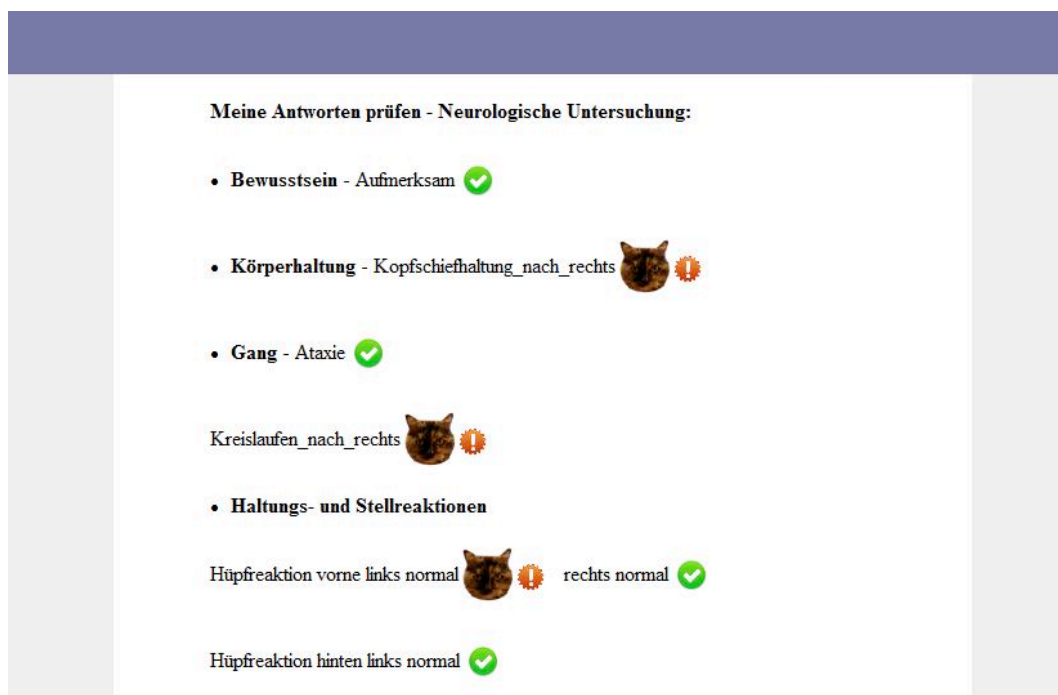 Meine Antworten prüfen - Neurologische Untersuchung:
• Bewusstsein - Aufmerksam
• Körperhaltung - Kopfschiefhaltung_nach_rechts
• Gang - Ataxie
Kreislaufen_nach_rechts
• Haltungs- und Stellreaktionen
Hüpfreaktion vorne links normal rechts normal
Hüpfreaktion hinten links normal